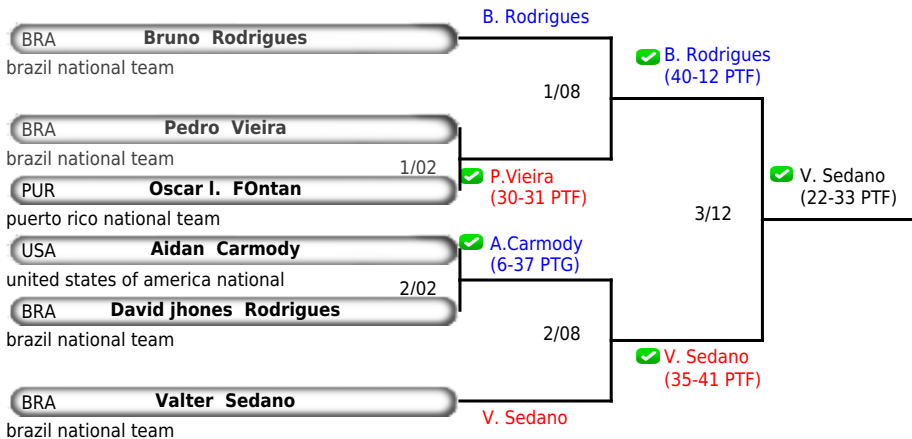 B. Rodrigues
BRA Bruno Rodrigues
brazil national team
B. Rodrigues
(40-12 PTF)
1/08
BRA Pedro Vieira
brazil national team
1/02
P.Vieira
(30-31 PTF)
PUR Oscar l. FOntan
puerto rico national team
V. Sedano
(22-33 PTF)
3/12
USA Aidan Carmody
united states of america national
A.Carmody
(6-37 PTG)
2/02
BRA David jhones Rodrigues
brazil national team
2/08
V. Sedano
(35-41 PTF)
BRA Valter Sedano
brazil national team
V. Sedano